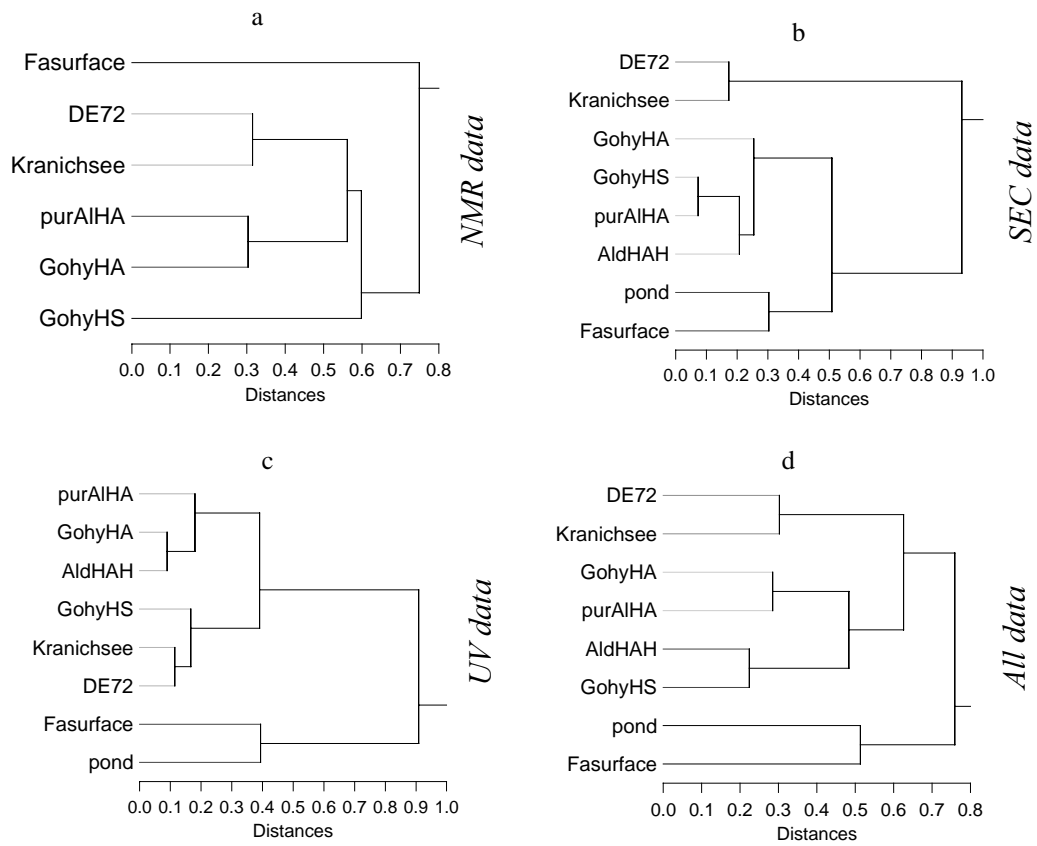 a
Fasurface
DE72
Kranichsee
purAlHA
GohyHA
GohyHS
0.0 0.1 0.2 0.3 0.4 0.5 0.6 0.7 0.8
Distances
NMR data
b
DE72
Kranichsee
GohyHA
GohyHS
purAlHA
AldHAH
pond
Fasurface
0.0 0.1 0.2 0.3 0.4 0.5 0.6 0.7 0.8 0.9 1.0
Distances
SEC data
c
purAlHA
GohyHA
AldHAH
GohyHS
Kranichsee
DE72
Fasurface
pond
0.0 0.1 0.2 0.3 0.4 0.5 0.6 0.7 0.8 0.9 1.0
Distances
UV data
d
DE72
Kranichsee
GohyHA
purAlHA
AldHAH
GohyHS
pond
Fasurface
0.0 0.1 0.2 0.3 0.4 0.5 0.6 0.7 0.8
Distances
All data